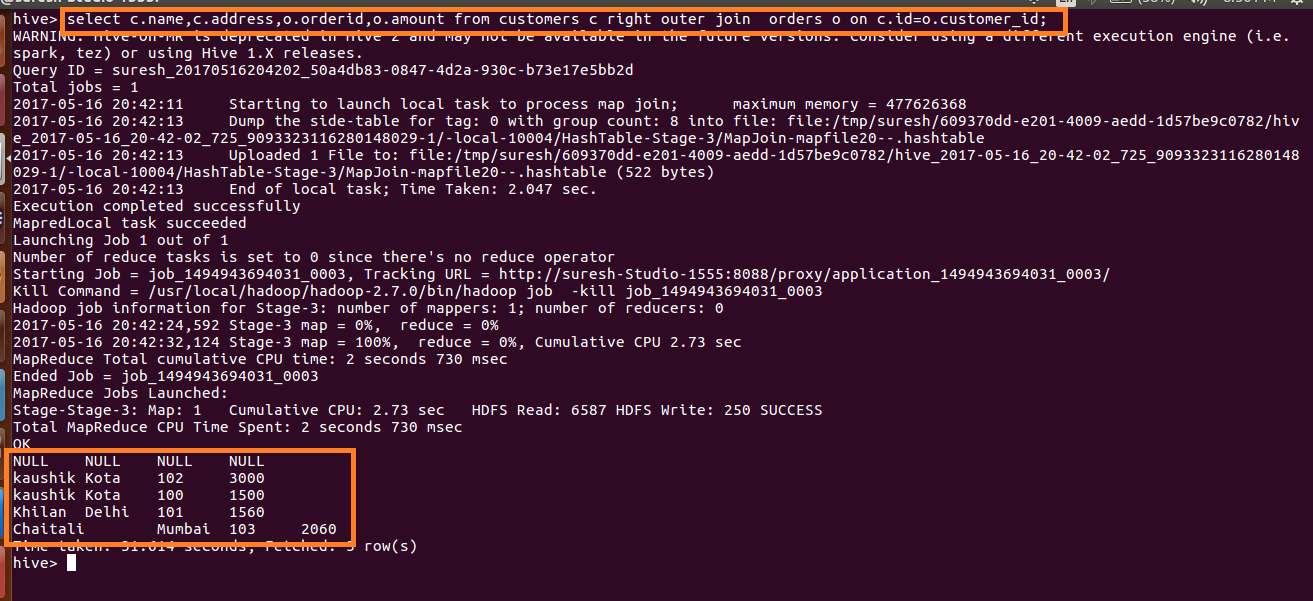 hive> select c.name,c.address,o.orderid,o.amount from customers c right outer join  orders o on c.id=o.customer_id;
WARNING: Hive-on-MR is deprecated in Hive 2 and may not be available in the future versions. Consider using a different execution engine (i.e.
spark, tez) or using Hive 1.X releases.
Query ID = suresh_20170516204202_50a4db83-0847-4d2a-930c-b73e17e5bb2d
Total jobs = 1
2017-05-16 20:42:11     Starting to launch local task to process map join;      maximum memory = 477626368
2017-05-16 20:42:13     Dump the side-table for tag: 0 with group count: 8 into file: file:/tmp/suresh/609370dd-e201-4009-aedd-1d57be9c0782/hiv
e_2017-05-16_20-42-02_725_9093323116280148029-1/-local-10004/HashTable-Stage-3/MapJoin-mapfile20--.hashtable
2017-05-16 20:42:13     Uploaded 1 File to: file:/tmp/suresh/609370dd-e201-4009-aedd-1d57be9c0782/hive_2017-05-16_20-42-02_725_9093323116280148
029-1/-local-10004/HashTable-Stage-3/MapJoin-mapfile20--.hashtable (522 bytes)
2017-05-16 20:42:13     End of local task; Time Taken: 2.047 sec.
Execution completed successfully
MapredLocal task succeeded
Launching Job 1 out of 1
Number of reduce tasks is set to 0 since there's no reduce operator
Starting Job = job_1494943694031_0003, Tracking URL = http://suresh-Studio-1555:8088/proxy/application_1494943694031_0003/
Kill Command = /usr/local/hadoop/hadoop-2.7.0/bin/hadoop job  -kill job_1494943694031_0003
Hadoop job information for Stage-3: number of mappers: 1; number of reducers: 0
2017-05-16 20:42:24,592 Stage-3 map = 0%,  reduce = 0%
2017-05-16 20:42:32,124 Stage-3 map = 100%,  reduce = 0%, Cumulative CPU 2.73 sec
MapReduce Total cumulative CPU time: 2 seconds 730 msec
Ended Job = job_1494943694031_0003
MapReduce Jobs Launched:
Stage-Stage-3: Map: 1   Cumulative CPU: 2.73 sec   HDFS Read: 6587 HDFS Write: 250 SUCCESS
Total MapReduce CPU Time Spent: 2 seconds 730 msec
OK
NULL    NULL    NULL    NULL
kaushik Kota    102     3000
kaushik Kota    100     1500
Khilan  Delhi   101     1560
Chaitali        Mumbai  103     2060
Time taken: 31.614 seconds, Fetched: 5 row(s)
hive>